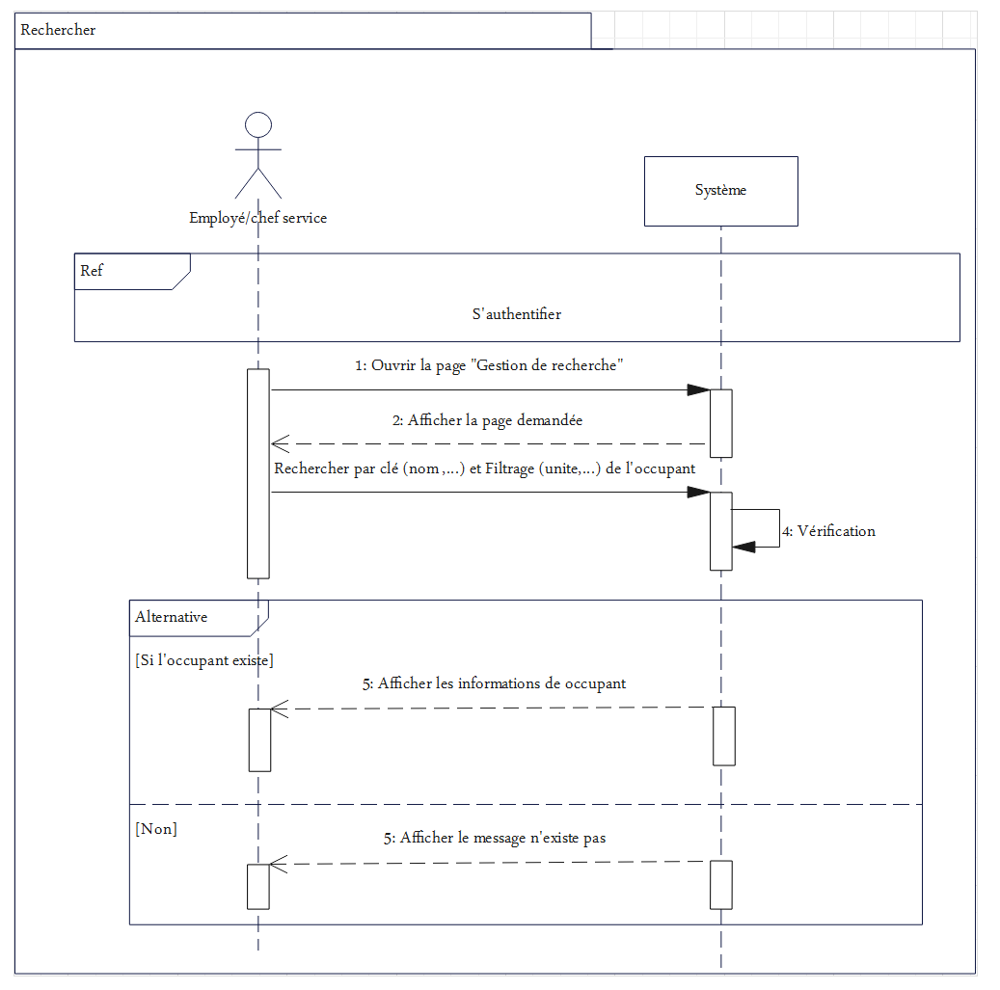 Rechercher
Employé/chef service
Système
Ref
S'authentifier
1: Ouvrir la page "Gestion de recherche"
2: Afficher la page demandée
Rechercher par clé (nom ,...) et Filtrage (unite,...) de l'occupant
4: Vérification
Alternative
[Si l'occupant existe]
5: Afficher les informations de occupant
[Non]
5: Afficher le message n'existe pas